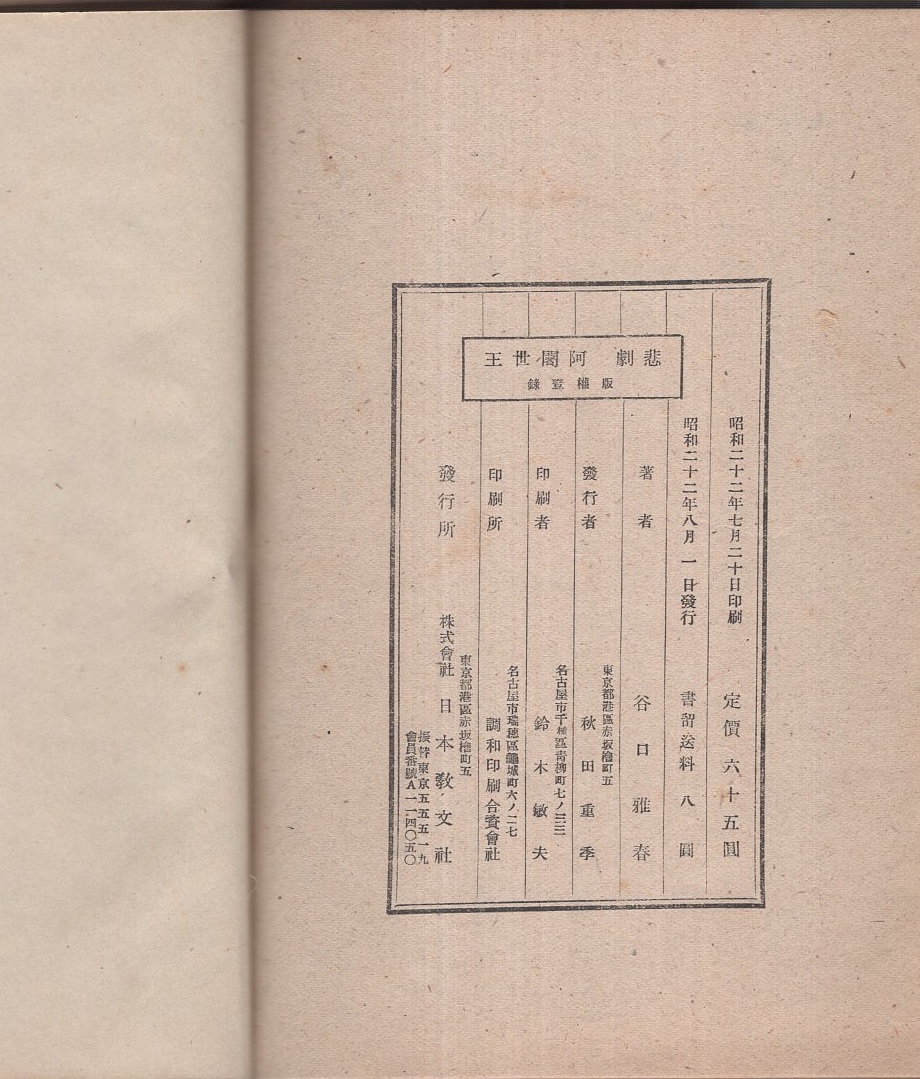 悲劇 阿闍世王
版權登錄
昭和二十二年七月二十日印刷 定價六十五圓
昭和二十二年八月一日發行 書留送料八圓
著者 谷口雅春
東京都港區赤坂檜町五
發行者 秋田重季
名古屋市千種區青柳町七ノ三三
印刷者 鈴木敏夫
名古屋市瑞穂區 城町六ノ二七
印刷所 調和印刷合資會社
東京都港區赤坂檜町五
發行所 株式會社 日本教文社
振替東京五五五一九
會員番號A一一四〇五〇